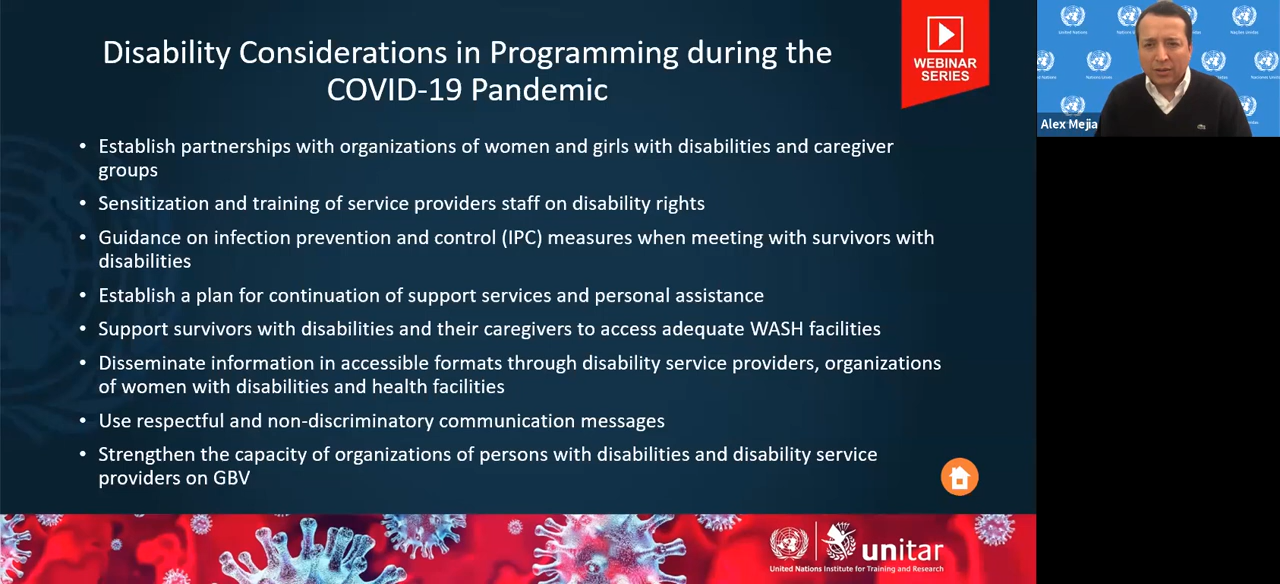 Disability Considerations in Programming during the
COVID-19 Pandemic
WEBINAR
SERIES
• Establish partnerships with organizations of women and girls with disabilities and caregiver
groups
• Sensitization and training of service providers staff on disability rights
• Guidance on infection prevention and control (IPC) measures when meeting with survivors with
disabilities
• Establish a plan for continuation of support services and personal assistance
• Support survivors with disabilities and their caregivers to access adequate WASH facilities
• Disseminate information in accessible formats through disability service providers, organizations
of women with disabilities and health facilities
• Use respectful and non-discriminatory communication messages
• Strengthen the capacity of organizations of persons with disabilities and disability service
providers on GBV
unitar
United Nations Institute for Training and Research
Alex Mejia